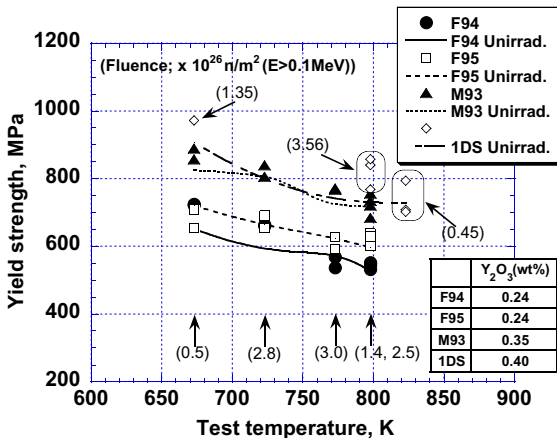 F94
F94 Unirrad.
F95
F95 Unirrad.
M93
M93 Unirrad.
1DS Unirrad.
1200
1000
800
600
400
200
Yield strength, MPa
(Fluence; x 10^26 n/m^2 (E>0.1MeV))
(1.35)
(3.56)
(0.45)
(0.5)
(2.8)
(3.0)
(1.4, 2.5)
Y2O3(wt%)
F94 0.24
F95 0.24
M93 0.35
1DS 0.40
600 650 700 750 800 850 900
Test temperature, K